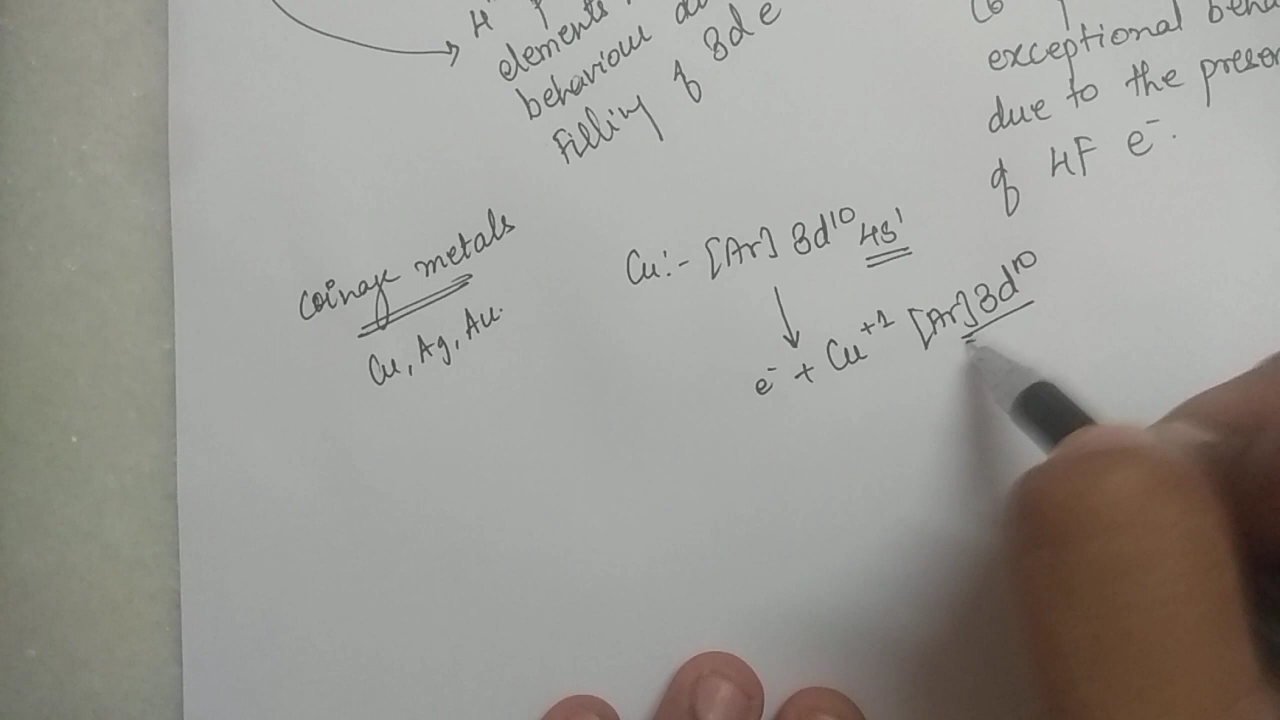 4
elements
behaviour
Filling of 3d e
exceptional
due to the
of 4F e⁻.
coinage metals
Cu, Ag, Au.
Cu:- [Ar] 3d¹⁰ 4s¹
e⁻ + Cu⁺¹ [Ar] 3d¹⁰